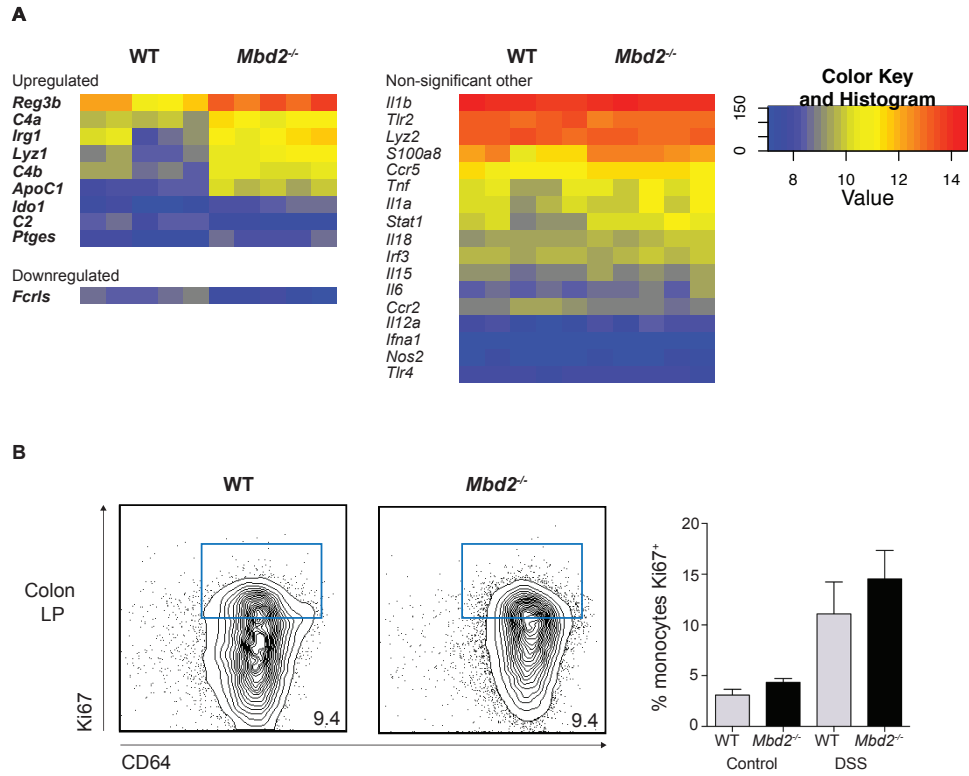 A
WT Mbd2-/-
Upregulated
Reg3b
C4a
Irg1
Lyz1
C4b
ApoC1
Ido1
C2
Ptges
Downregulated
Fcrls
WT Mbd2-/-
Non-significant other
Il1b
Tlr2
Lyz2
S100a8
Ccr5
Tnf
Il1a
Stat1
Il18
Irf3
Il15
Il6
Ccr2
Il12a
Ifna1
Nos2
Tlr4
Color Key
and Histogram
0 150
8 10 12 14
Value
B
WT Mbd2-/-
Colon
LP
Ki67
9.4 9.4
CD64
% monocytes Ki67+
20
15
10
5
0
WT Mbd2-/- WT Mbd2-/-
Control DSS